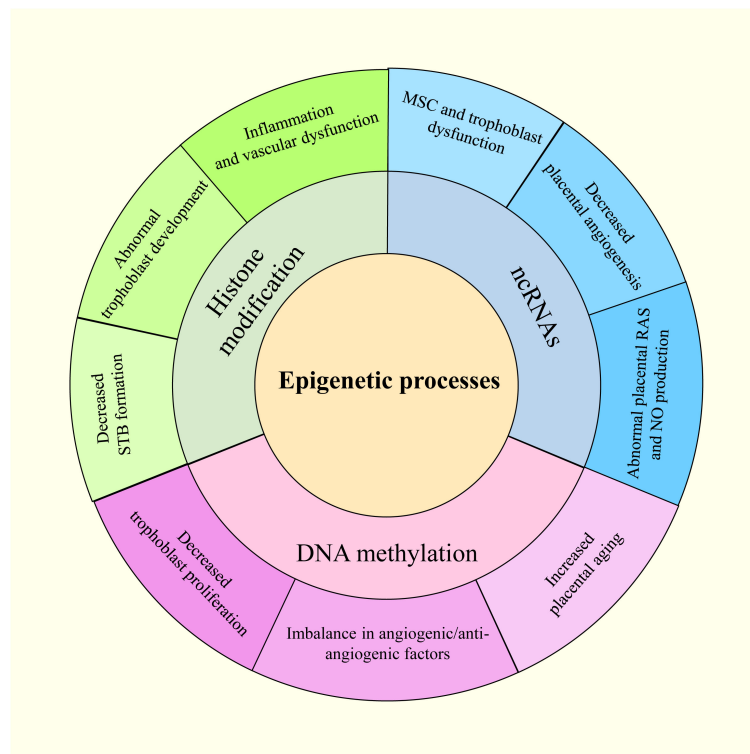 Epigenetic processes
Histone
modification
ncRNAs
DNA methylation
Inflammation
and vascular dysfunction
MSC and trophoblast
dysfunction
Decreased
placental angiogenesis
Abnormal placental RAS
and NO production
Increased
placental aging
Imbalance in angiogenic/anti-
angiogenic factors
Decreased
trophoblast proliferation
Decreased
STB formation
Abnormal
trophoblast development